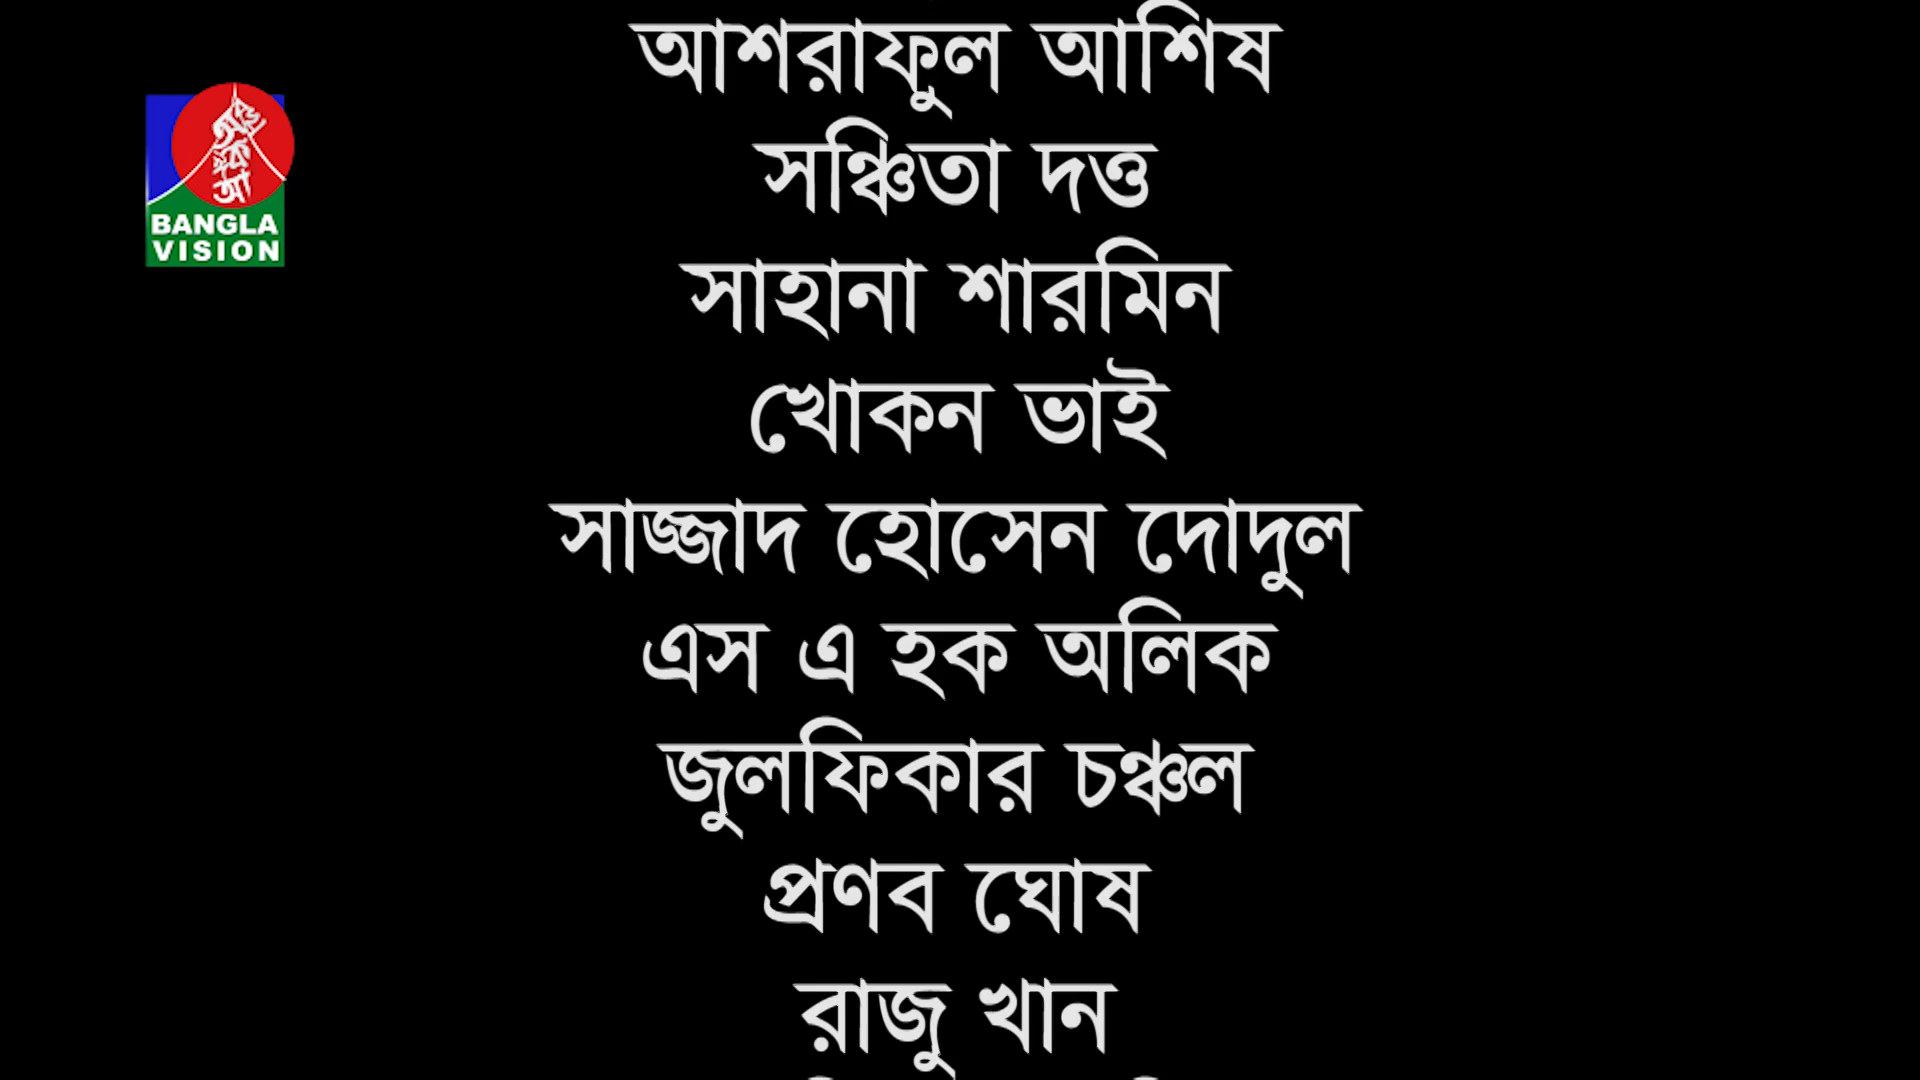 আশরাফুল আশিষ
সঞ্চিতা দত্ত
সাহানা শারমিন
খোকন ভাই
সাজ্জাদ হোসেন দোদুল
এস এ হক অলিক
জুলফিকার চঞ্চল
প্রণব ঘোষ
রাজু খান
BANGLA
VISION